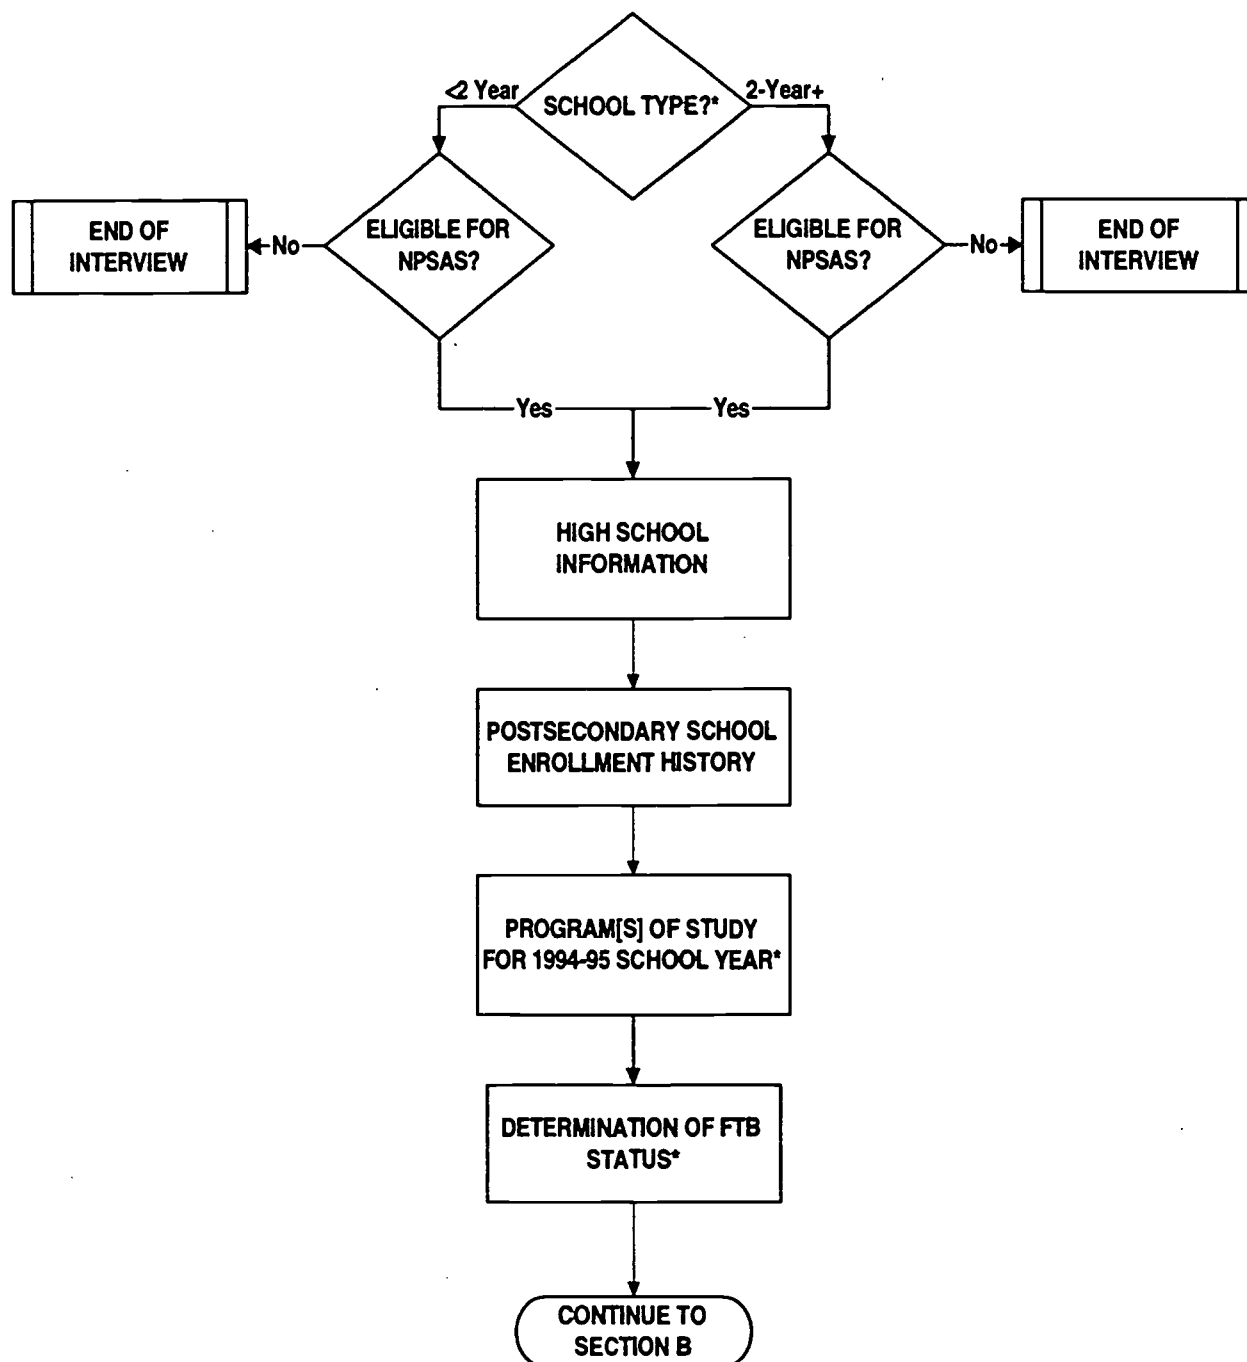 <2 Year
SCHOOL TYPE?*
2-Year+
END OF
INTERVIEW
No
ELIGIBLE FOR
NPSAS?
ELIGIBLE FOR
NPSAS?
No
END OF
INTERVIEW
Yes
Yes
HIGH SCHOOL
INFORMATION
POSTSECONDARY SCHOOL
ENROLLMENT HISTORY
PROGRAM[S] OF STUDY
FOR 1994-95 SCHOOL YEAR*
DETERMINATION OF FTB
STATUS*
CONTINUE TO
SECTION B